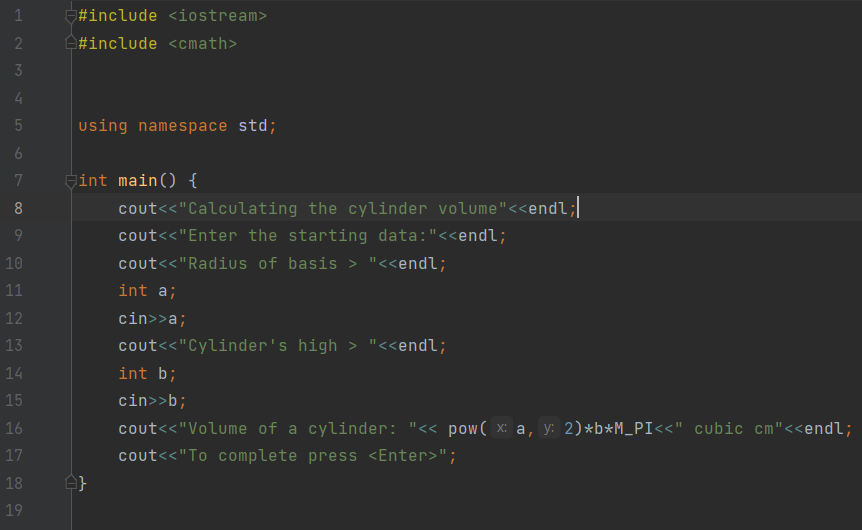 1 #include <iostream>
2 #include <cmath>
3
4
5 using namespace std;
6
7 int main() {
8 cout<<"Calculating the cylinder volume"<<endl;
9 cout<<"Enter the starting data:"<<endl;
10 cout<<"Radius of basis > "<<endl;
11 int a;
12 cin>>a;
13 cout<<"Cylinder's high > "<<endl;
14 int b;
15 cin>>b;
16 cout<<"Volume of a cylinder: "<< pow( x: a, y: 2)*b*M_PI<<" cubic cm"<<endl;
17 cout<<"To complete press <Enter>";
18 }
19